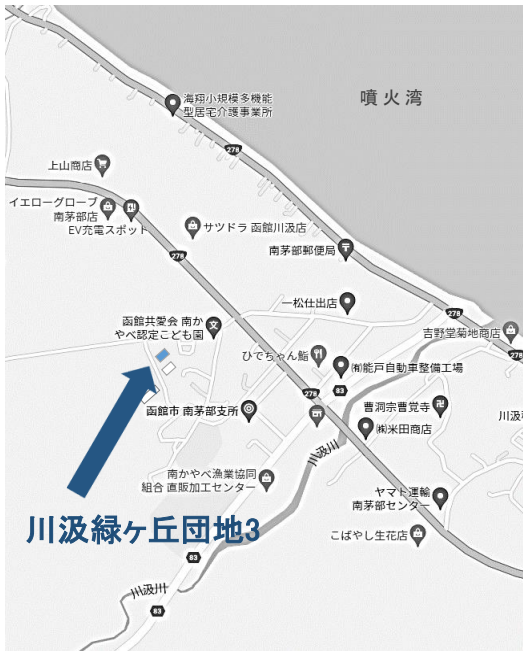 海翔小規模多機能
型居宅介護事業所
噴火湾
278
上山商店
イエローグローブ
南茅部店
EV充電スポット
サツドラ 函館川汲店
南茅部郵便局
278
一松仕出店
278
函館共愛会 南か
やべ認定こども園
吉野堂菊地商店
278
ひでちゃん鮨
㈲能戸自動車整備工場
278
83
曹洞宗曹覚寺
函館市 南茅部支所
㈱米田商店
川汲
川汲川
南かやべ漁業協同
組合 直販加工センター
ヤマト運輸
南茅部センター
川汲緑ヶ丘団地3
こばやし生花店
83
川汲川
83